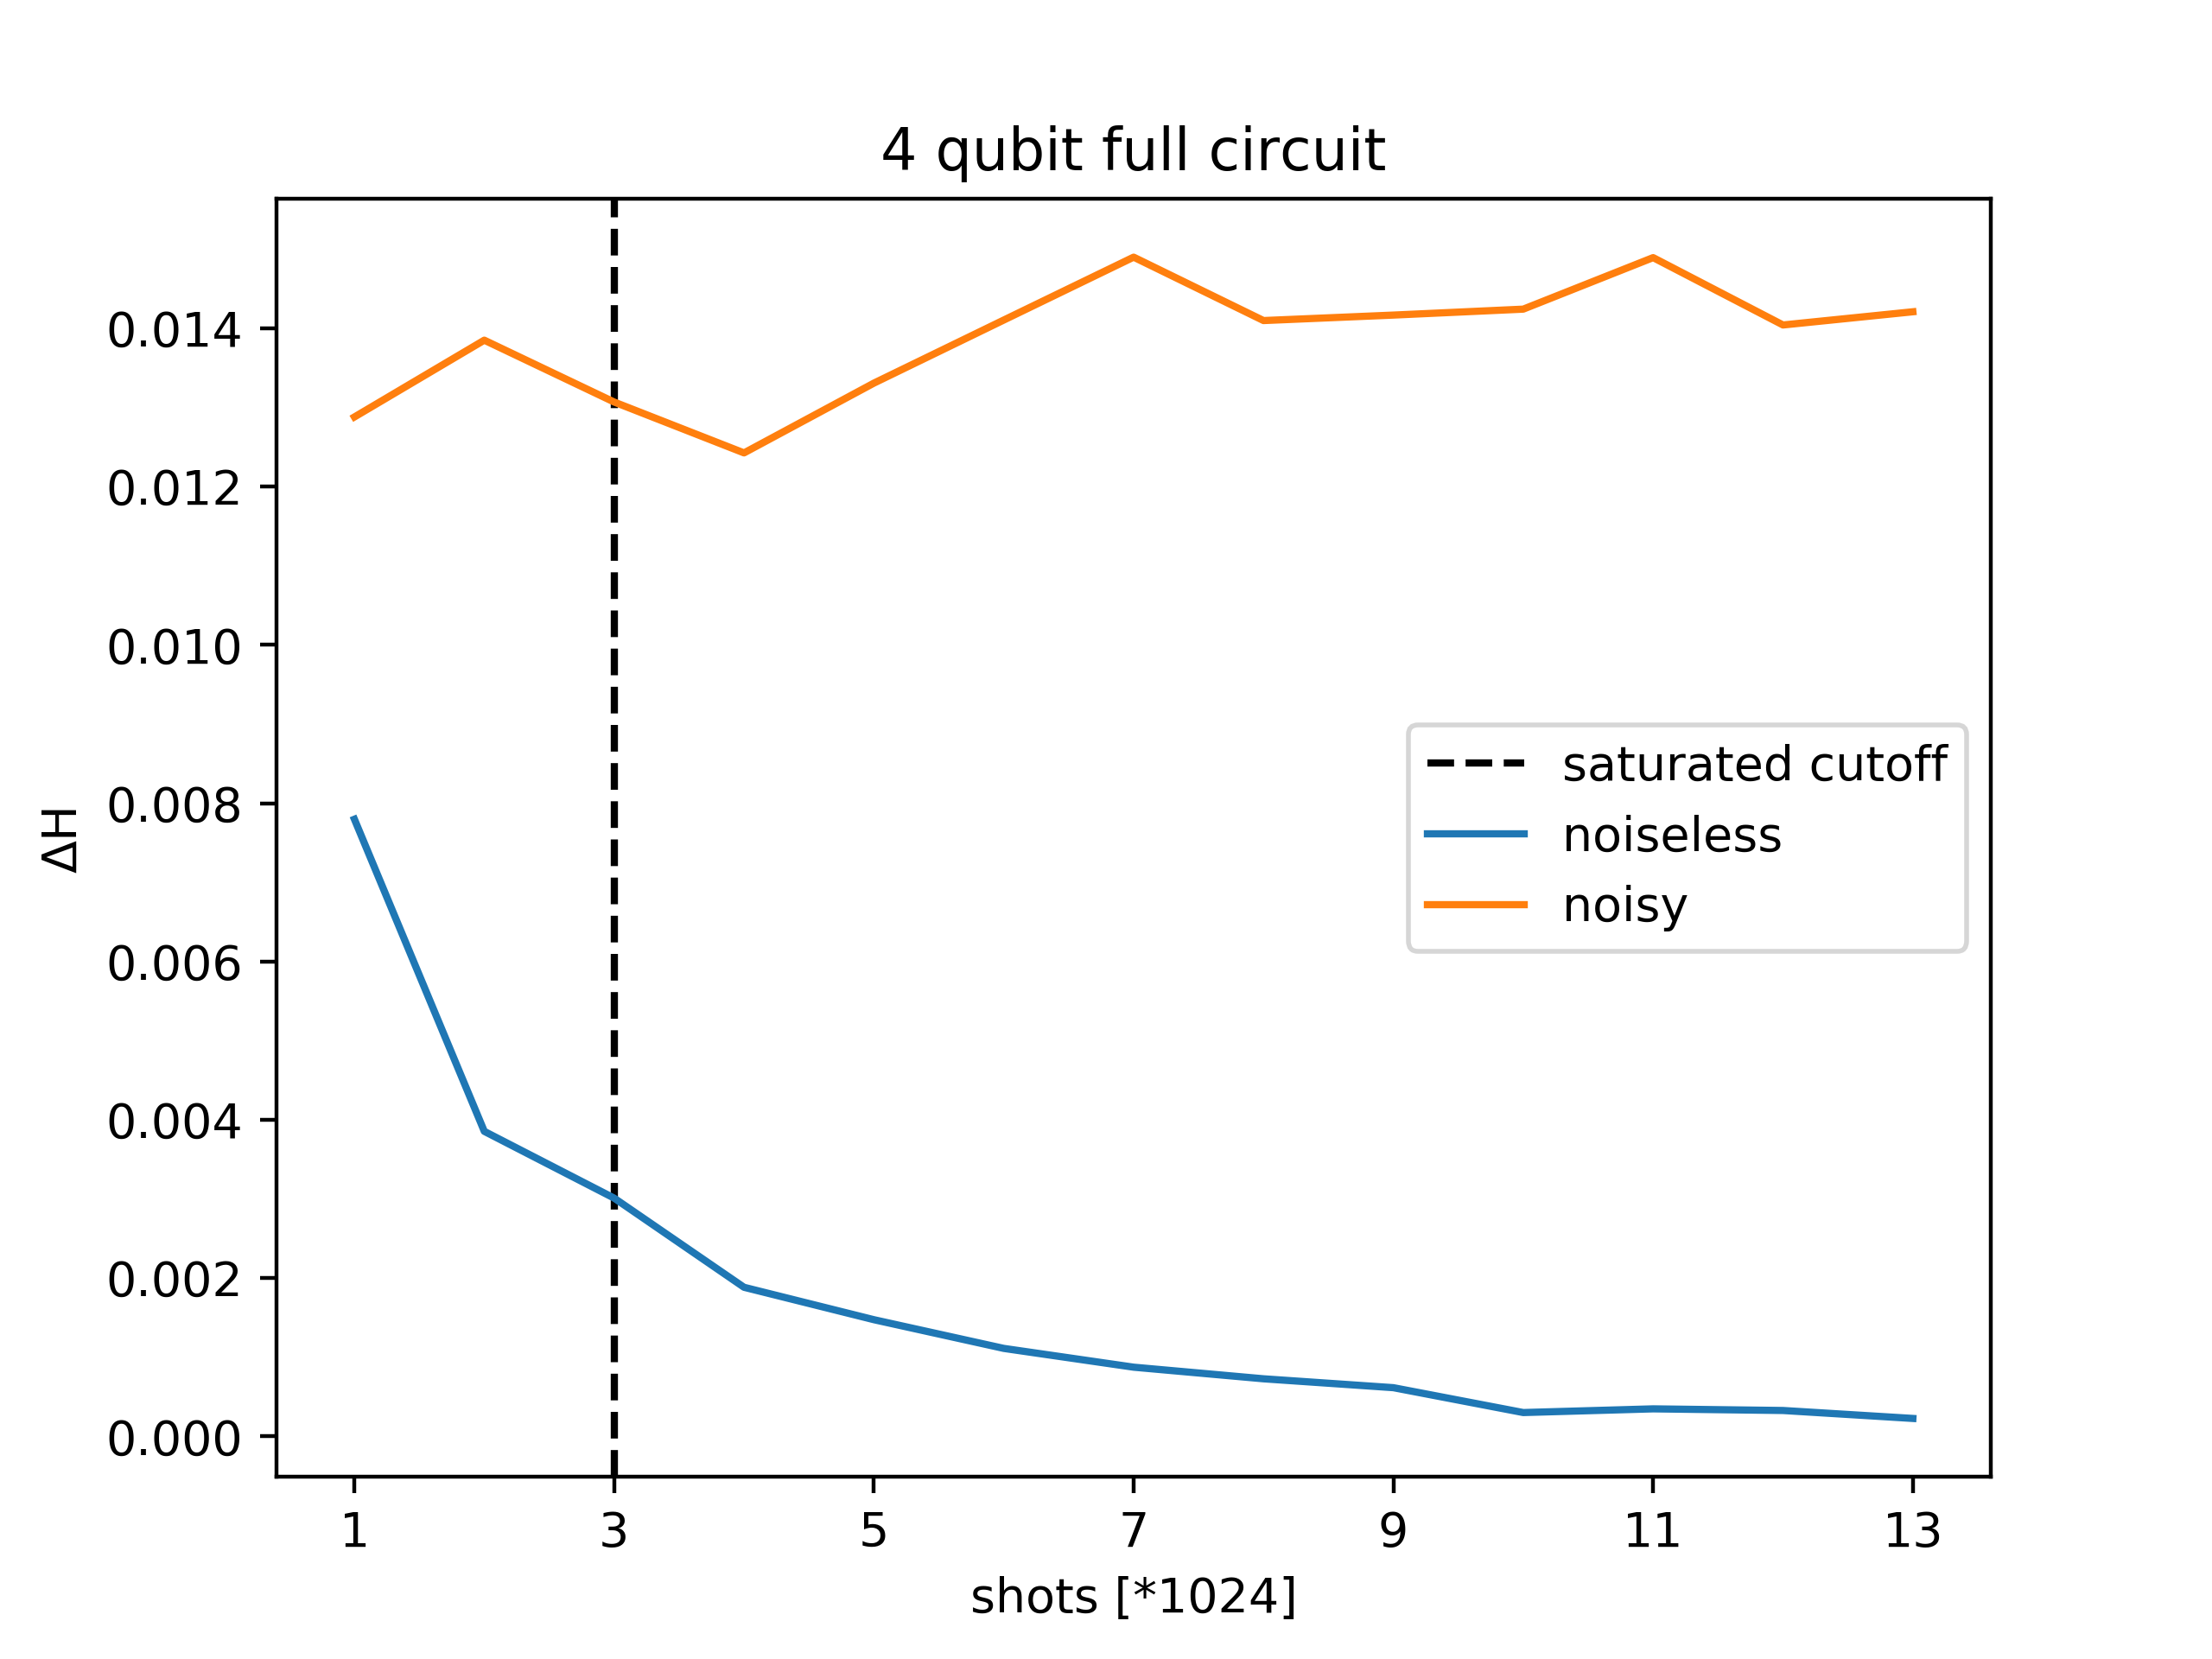 4 qubit full circuit
0.014
0.012
0.010
0.008
0.006
0.004
0.002
0.000
ΔH
saturated cutoff
noiseless
noisy
1 3 5 7 9 11 13
shots [*1024]